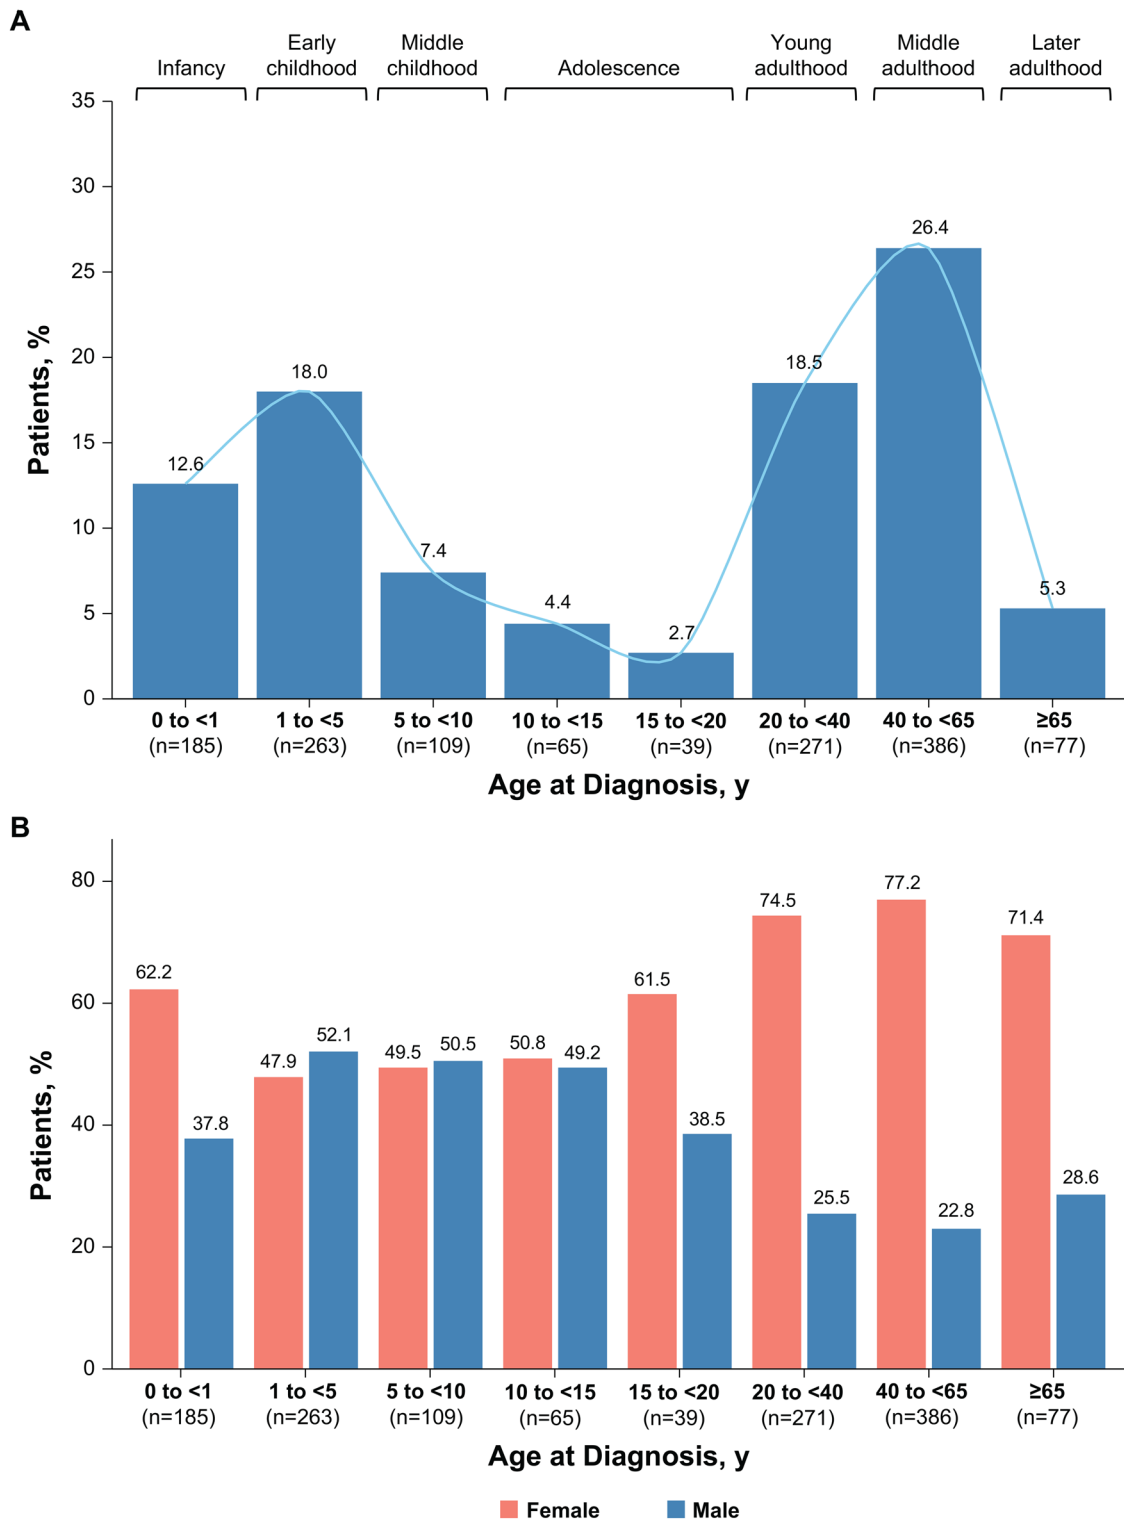 A
Infancy
Early
childhood
Middle
childhood
Adolescence
Young
adulthood
Middle
adulthood
Later
adulthood
35
30
25
20
15
10
5
0
Patients, %
12.6
18.0
7.4
4.4
2.7
18.5
26.4
5.3
0 to <1
(n=185)
1 to <5
(n=263)
5 to <10
(n=109)
10 to <15
(n=65)
15 to <20
(n=39)
20 to <40
(n=271)
40 to <65
(n=386)
≥65
(n=77)
Age at Diagnosis, y
B
80
60
40
20
0
Patients, %
62.2
37.8
47.9
52.1
49.5
50.5
50.8
49.2
61.5
38.5
74.5
25.5
77.2
22.8
71.4
28.6
0 to <1
(n=185)
1 to <5
(n=263)
5 to <10
(n=109)
10 to <15
(n=65)
15 to <20
(n=39)
20 to <40
(n=271)
40 to <65
(n=386)
≥65
(n=77)
Age at Diagnosis, y
Female
Male